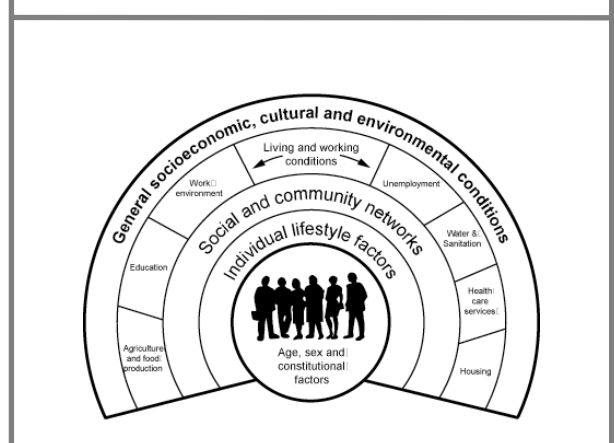 General socioeconomic, cultural and environmental conditions
Living and working
conditions
Work
environment
Unemployment
Social and community networks
Water &
Sanitation
Individual lifestyle factors
Education
Health
care
services
Agriculture
and food
production
Age, sex and
constitutional
factors
Housing